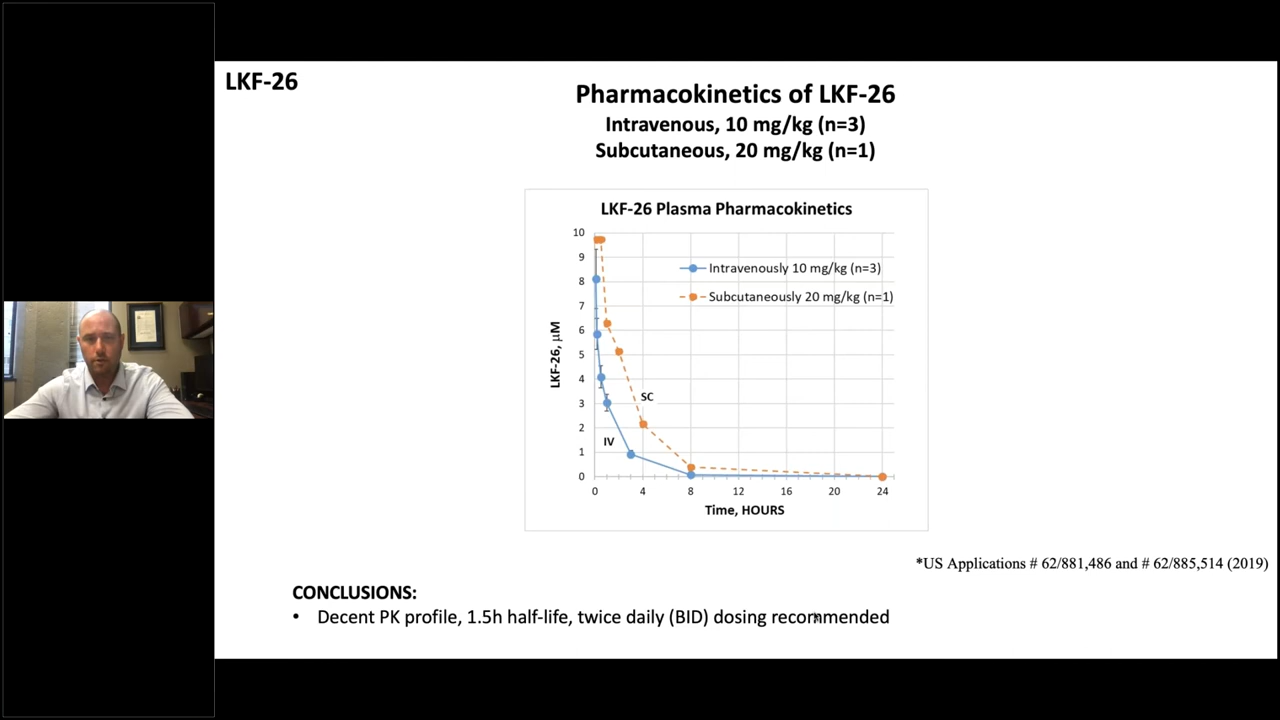 LKF-26
Pharmacokinetics of LKF-26
Intravenous, 10 mg/kg (n=3)
Subcutaneous, 20 mg/kg (n=1)
LKF-26 Plasma Pharmacokinetics
10
9
8
7
6
5
4
3
2
1
0
LKF-26, µM
Intravenously 10 mg/kg (n=3)
Subcutaneously 20 mg/kg (n=1)
SC
IV
0 4 8 12 16 20 24
Time, HOURS
*US Applications # 62/881,486 and # 62/885,514 (2019)
CONCLUSIONS:
• Decent PK profile, 1.5h half-life, twice daily (BID) dosing recommended